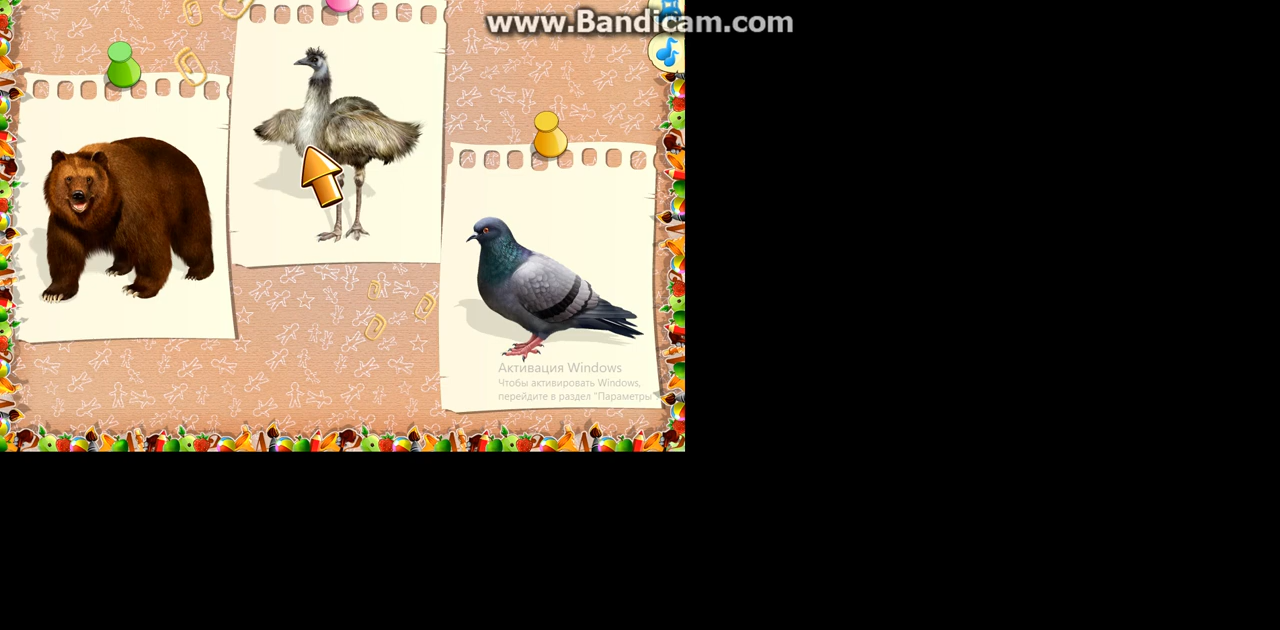 www.Bandicam.com
Активация Windows
Чтобы активировать Windows,
перейдите в раздел "Параметры